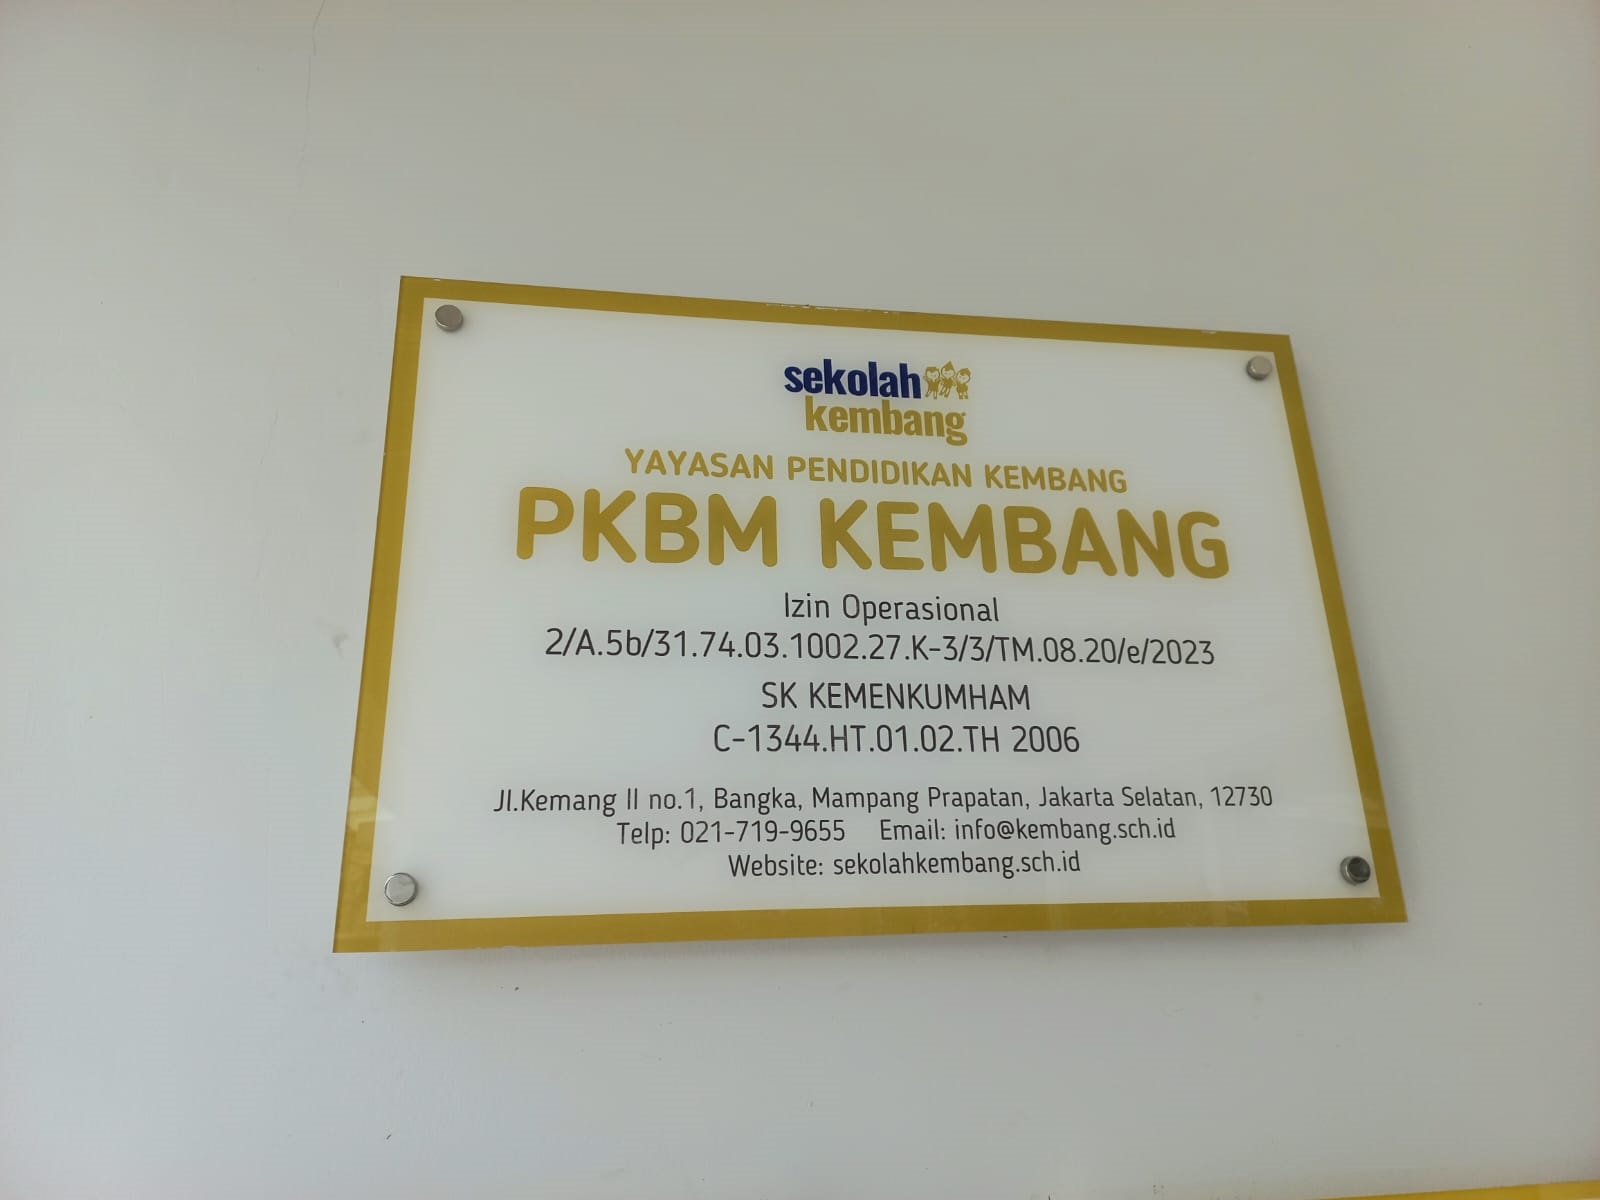 sekolah
kembang
YAYASAN PENDIDIKAN KEMBANG
PKBM KEMBANG
Izin Operasional
2/A.5b/31.74.03.1002.27.K-3/3/TM.08.20/e/2023
SK KEMENKUMHAM
C-1344.HT.01.02.TH 2006
Jl.Kemang II no.1, Bangka, Mampang Prapatan, Jakarta Selatan, 12730
Telp: 021-719-9655 Email: info@kembang.sch.id
Website: sekolahkembang.sch.id